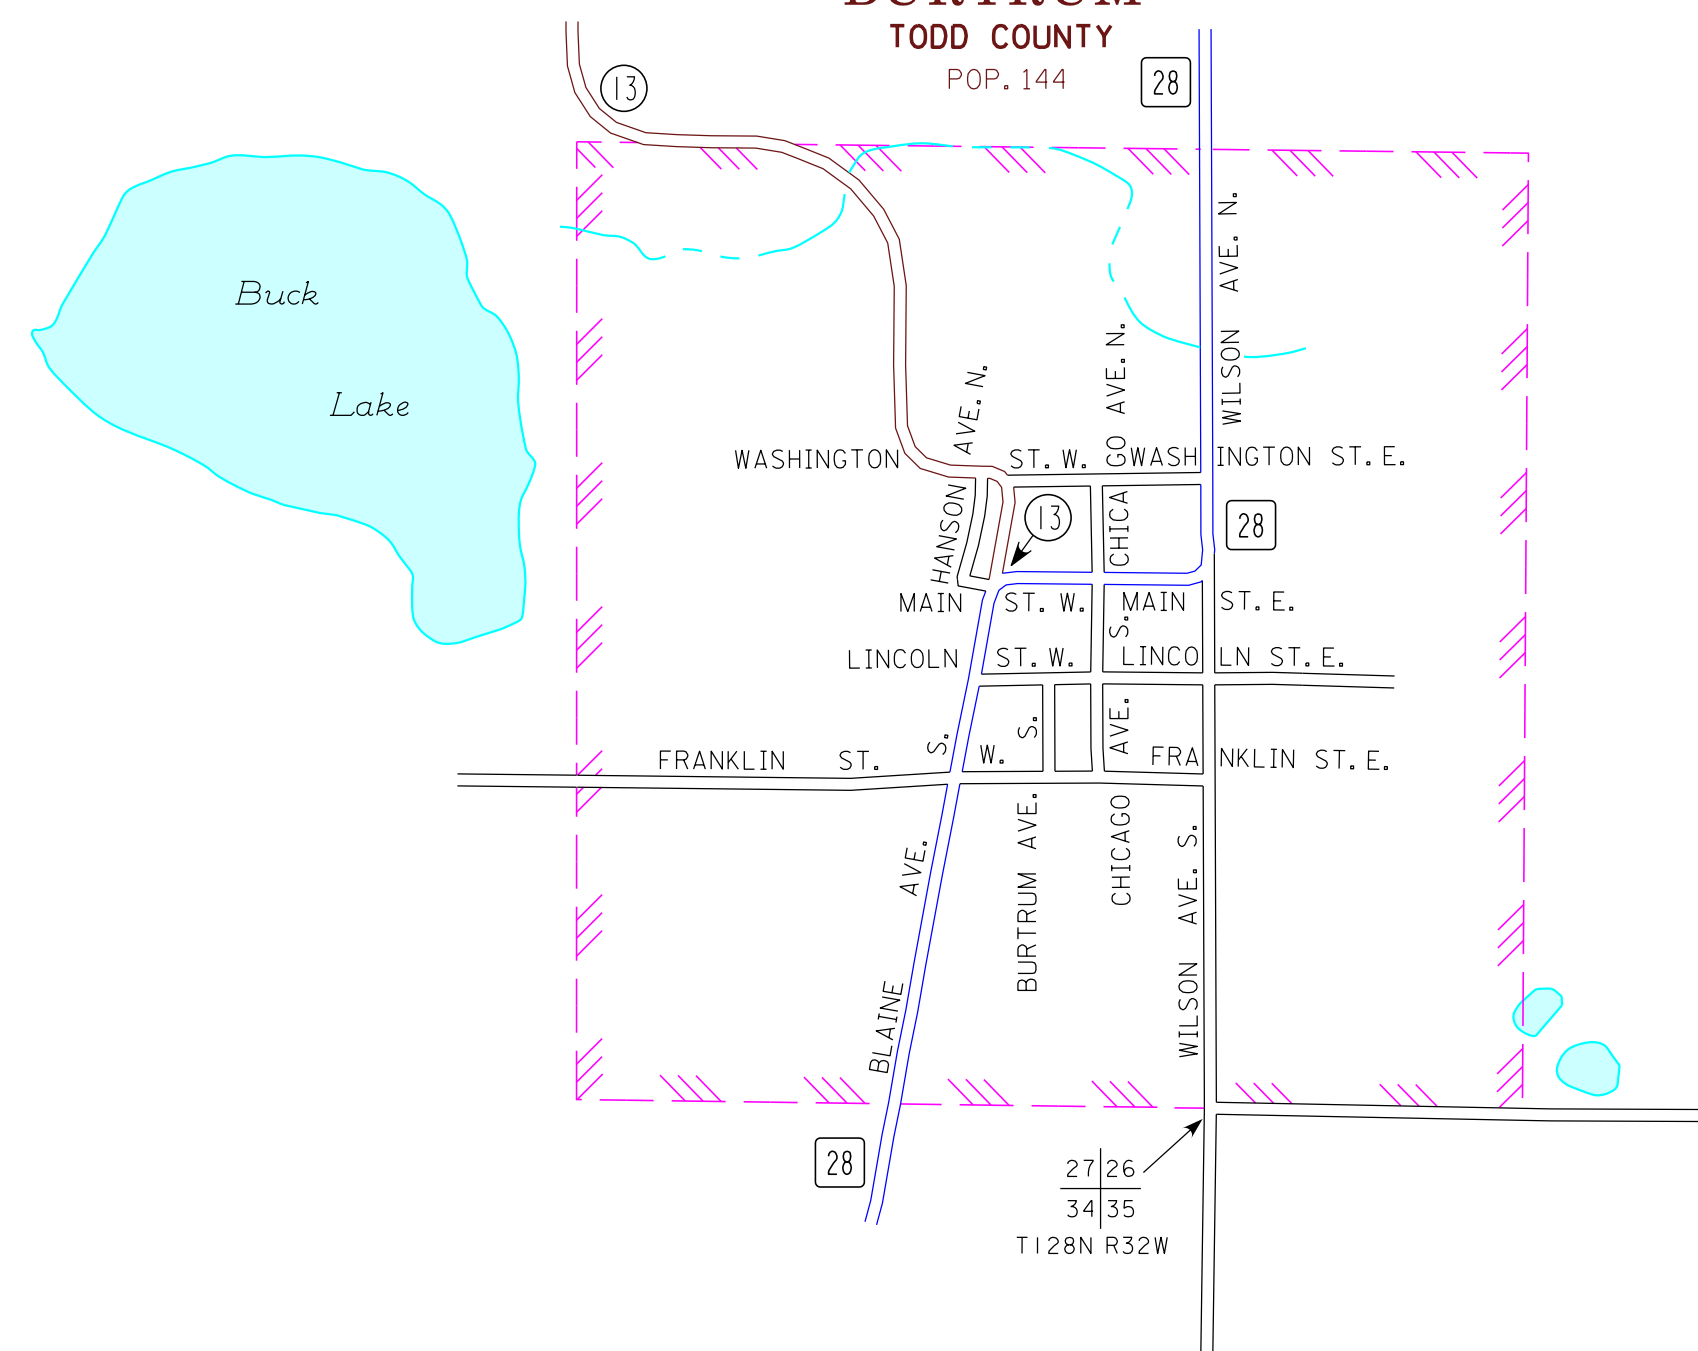 BURTRUM
TODD COUNTY
POP. 144
28
13
Buck
Lake
WILSON AVE. N.
HANSON AVE. N.
CHICAGO AVE. N.
WASHINGTON ST. W.
WASHINGTON ST. E.
13
28
MAIN ST. W.
MAIN ST. E.
LINCOLN ST. W.
LINCOLN ST. E.
FRANKLIN ST. W.
FRANKLIN ST. E.
BLAINE AVE. S.
BURTRUM AVE. S.
CHICAGO AVE. S.
WILSON AVE. S.
28
27 26
34 35
T128N R32W